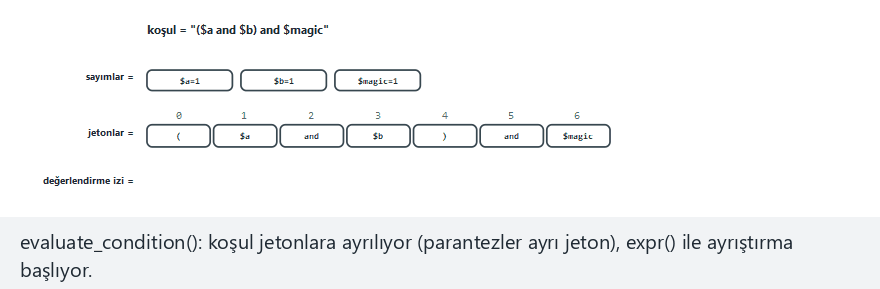 koşul = "($a and $b) and $magic"
sayımlar = $a=1 $b=1 $magic=1
0 1 2 3 4 5 6
jetonlar = ( $a and $b ) and $magic
değerlendirme izi =
evaluate_condition(): koşul jetonlara ayrılıyor (parantezler ayrı jeton), expr() ile ayrıştırma
başlıyor.